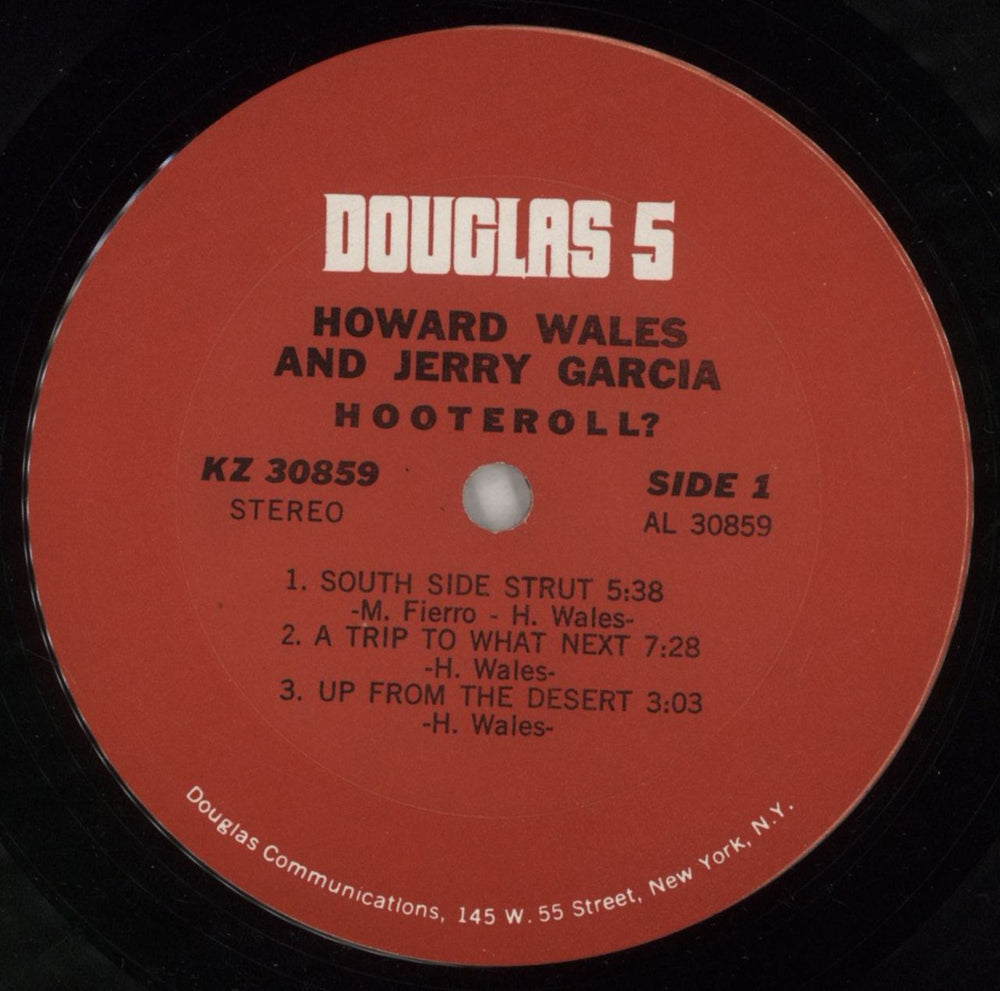 DOUGLAS 5
HOWARD WALES
AND JERRY GARCIA
HOOTEROLL?
KZ 30859
STEREO
SIDE 1
AL 30859
1. SOUTH SIDE STRUT 5:38
-M. Fierro - H. Wales-
2. A TRIP TO WHAT NEXT 7:28
-H. Wales-
3. UP FROM THE DESERT 3:03
-H. Wales-
Douglas Communications, 145 W. 55 Street, New York, N.Y.